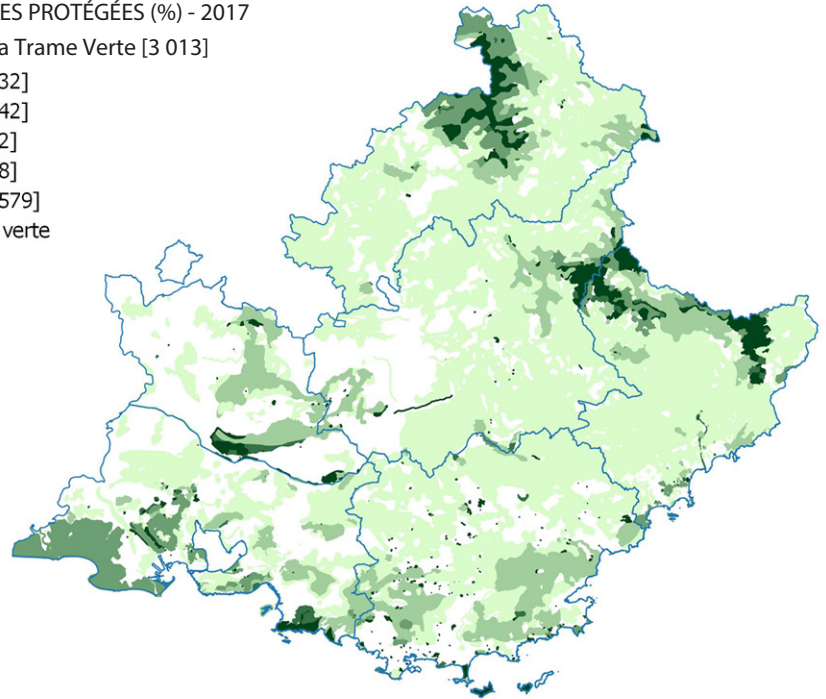 ES PROTÉGÉES (%) - 2017
a Trame Verte [3 013]
32]
42]
2]
8]
579]
verte